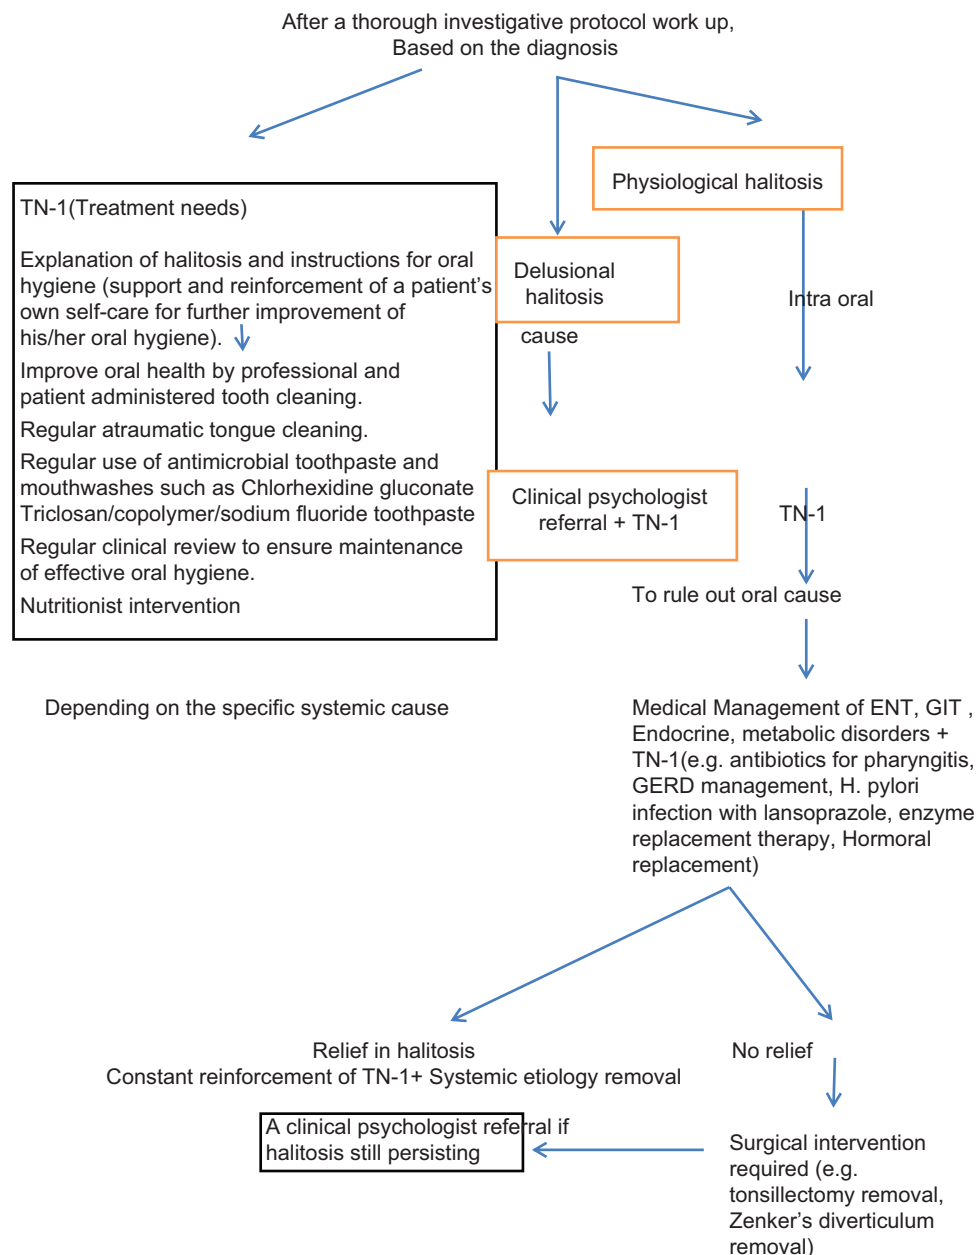 After a thorough investigative protocol work up,
Based on the diagnosis
Physiological halitosis
TN-1(Treatment needs)
Explanation of halitosis and instructions for oral
hygiene (support and reinforcement of a patient's
own self-care for further improvement of
his/her oral hygiene).
Improve oral health by professional and
patient administered tooth cleaning.
Regular atraumatic tongue cleaning.
Regular use of antimicrobial toothpaste and
mouthwashes such as Chlorhexidine gluconate
Triclosan/copolymer/sodium fluoride toothpaste
Regular clinical review to ensure maintenance
of effective oral hygiene.
Nutritionist intervention
Delusional
halitosis
cause
Intra oral
Clinical psychologist
referral + TN-1
TN-1
To rule out oral cause
Depending on the specific systemic cause
Medical Management of ENT, GIT ,
Endocrine, metabolic disorders +
TN-1(e.g. antibiotics for pharyngitis,
GERD management, H. pylori
infection with lansoprazole, enzyme
replacement therapy, Hormoral
replacement)
Relief in halitosis
Constant reinforcement of TN-1+ Systemic etiology removal
No relief
A clinical psychologist referral if
halitosis still persisting
Surgical intervention
required (e.g.
tonsillectomy removal,
Zenker's diverticulum
removal)